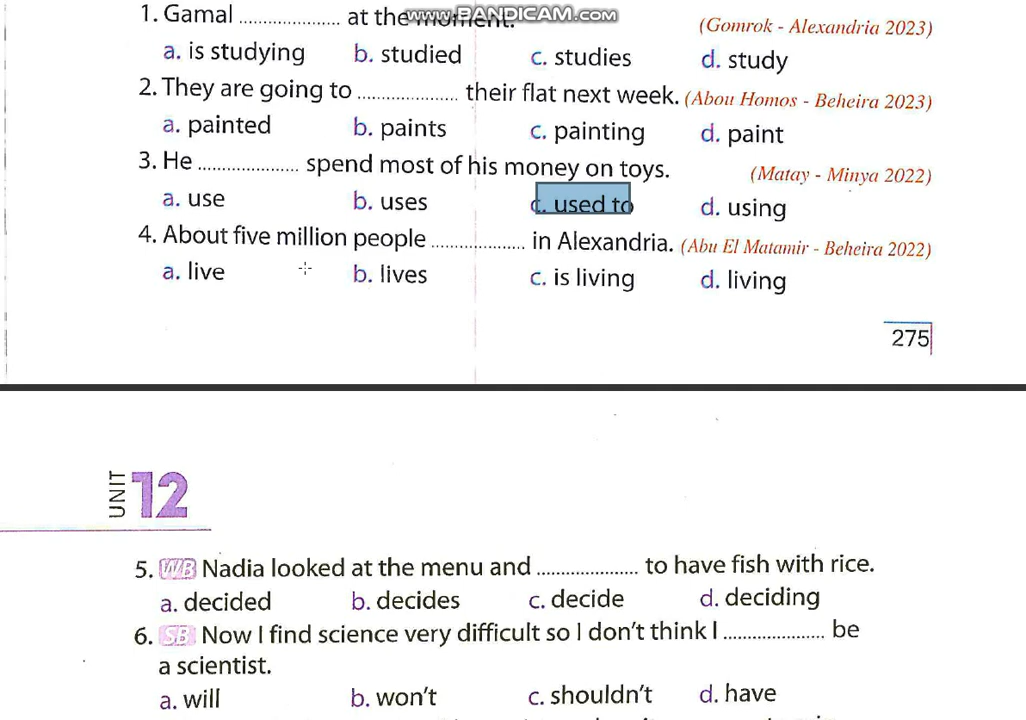 www.BANDICAM.com
1. Gamal .................... at the moment. (Gomrok - Alexandria 2023)
a. is studying b. studied c. studies d. study
2. They are going to .................... their flat next week. (Abou Homos - Beheira 2023)
a. painted b. paints c. painting d. paint
3. He .................... spend most of his money on toys. (Matay - Minya 2022)
a. use b. uses c. used to d. using
4. About five million people ................... in Alexandria. (Abu El Matamir - Beheira 2022)
a. live b. lives c. is living d. living
275
UNIT 12
5. WB Nadia looked at the menu and .................... to have fish with rice.
a. decided b. decides c. decide d. deciding
6. SB Now I find science very difficult so I don't think I .................... be
a scientist.
a. will b. won't c. shouldn't d. have